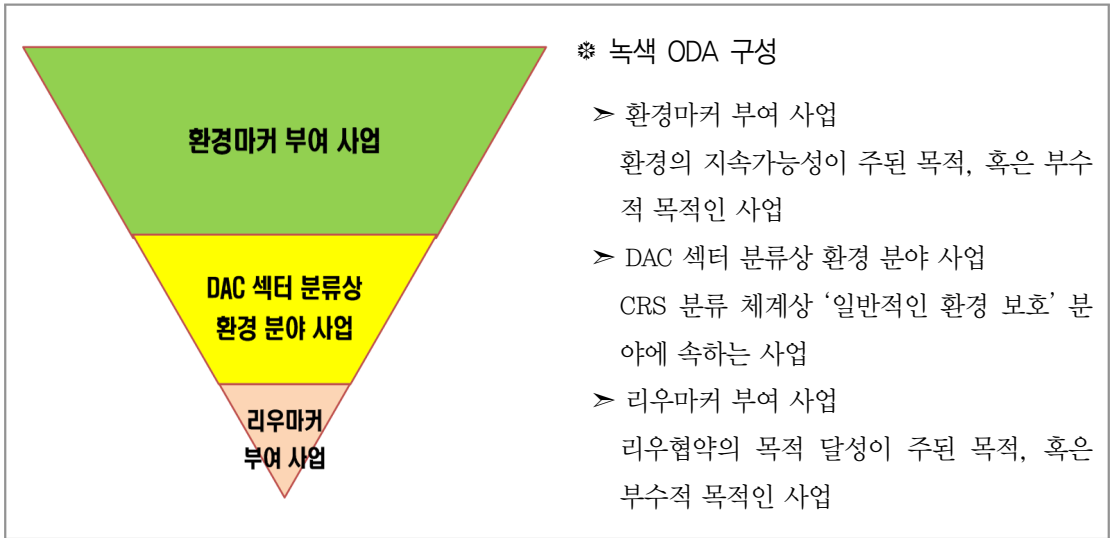 환경마커 부여 사업
DAC 섹터 분류상
환경 분야 사업
리우마커
부여 사업
❄ 녹색 ODA 구성
➣ 환경마커 부여 사업
환경의 지속가능성이 주된 목적, 혹은 부수
적 목적인 사업
➣ DAC 섹터 분류상 환경 분야 사업
CRS 분류 체계상 ‘일반적인 환경 보호’ 분
야에 속하는 사업
➣ 리우마커 부여 사업
리우협약의 목적 달성이 주된 목적, 혹은
부수적 목적인 사업